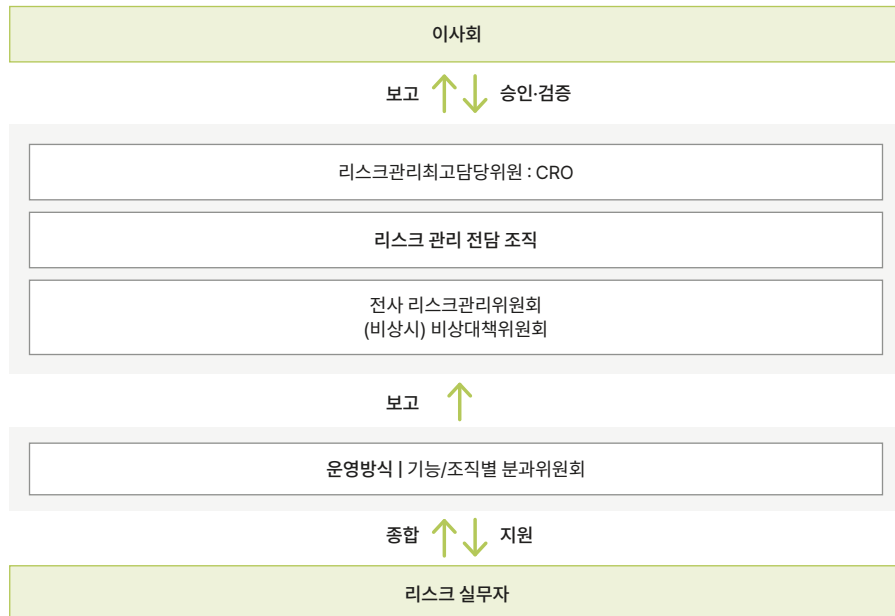 이사회
보고 승인·검증
리스크관리최고담당위원 : CRO
리스크 관리 전담 조직
전사 리스크관리위원회
(비상시) 비상대책위원회
보고
운영방식 | 기능/조직별 분과위원회
종합 지원
리스크 실무자